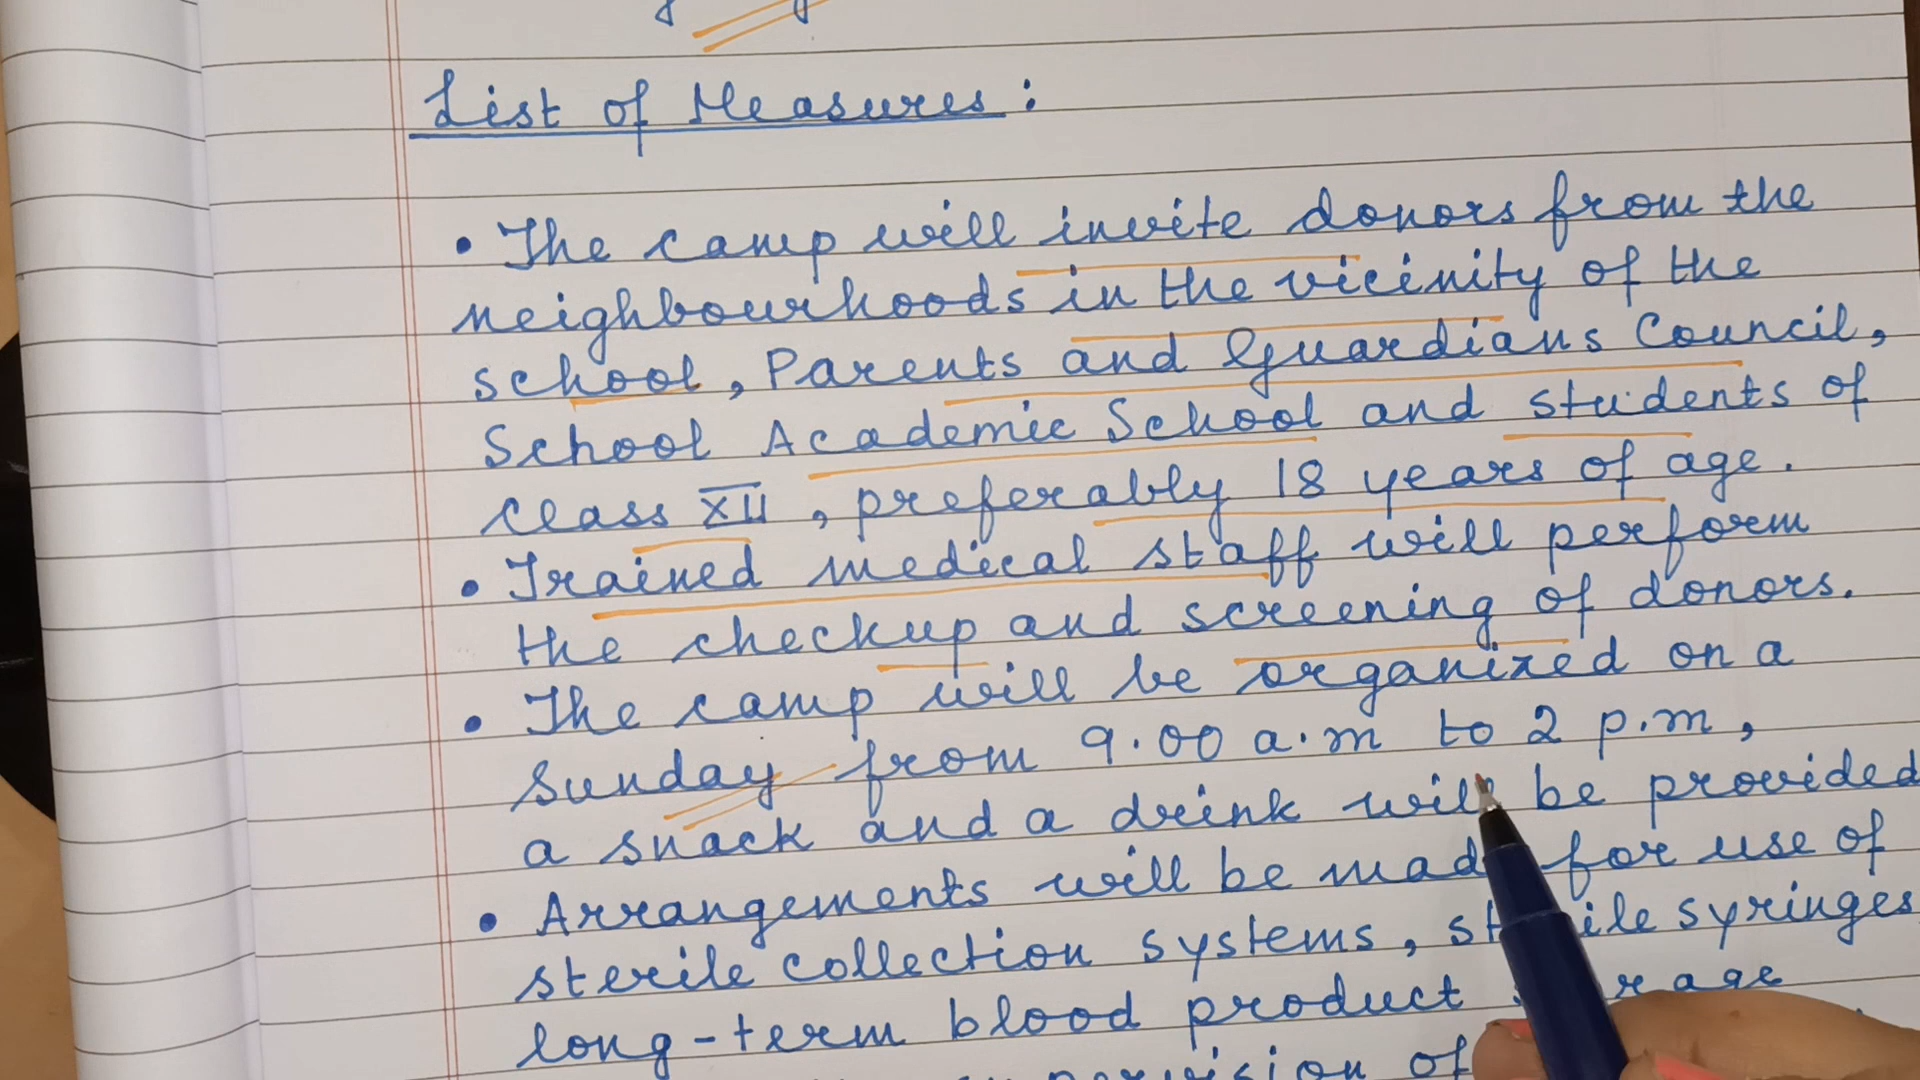 List of Measures:
• The camp will invite donors from the
neighbourhoods in the vicinity of the
school, Parents and Guardians Council,
School Academic School and students of
class XII, preferably 18 years of age.
• Trained medical staff will perform
the checkup and screening of donors.
• The camp will be organized on a
Sunday from 9.00 a.m to 2 p.m,
a snack and a drink will be provided
• Arrangements will be made for use of
sterile collection systems, sterile syringes
long-term blood product storage
of